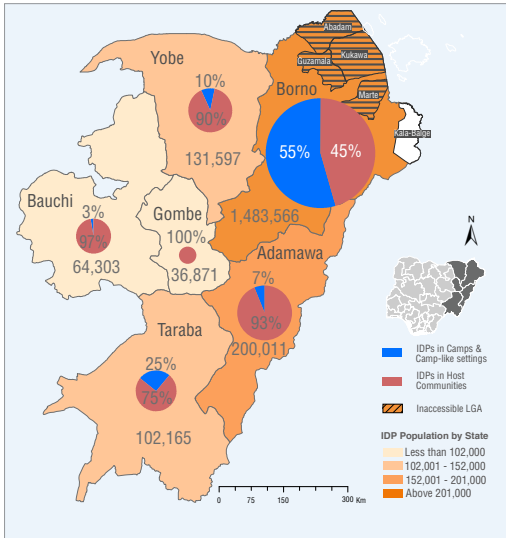 Abadam
Yobe
Kukawa
Guzamala
10%
Borno
Marte
90%
Kala-Balge
55%
45%
131,597
Bauchi
3%
Gombe
1,483,566
97%
100%
64,303
36,871
Adamawa
7%
N
93%
Taraba
200,011
25%
75%
102,165
IDPs in Camps &
Camp-like settings
IDPs in Host
Communities
Inaccessible LGA
IDP Population by State
Less than 102,000
102,001 - 152,000
152,001 - 201,000
Above 201,000
0 75 150 300 Km